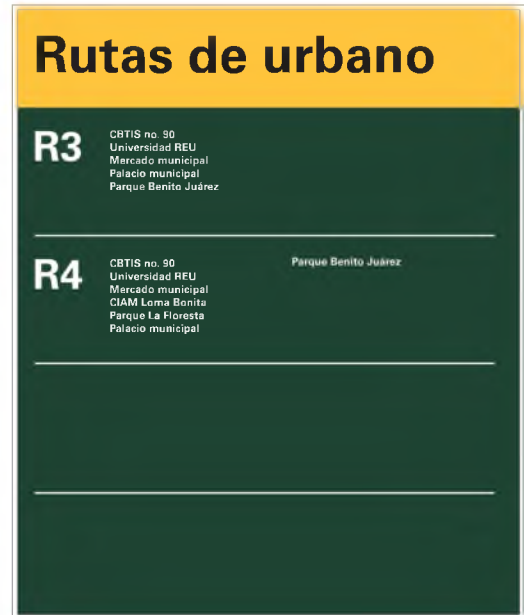 Rutas de urbano
R3
CBTIS no. 90
Universidad REU
Mercado municipal
Palacio municipal
Parque Benito Juárez
R4
CBTIS no. 90
Universidad REU
Mercado municipal
CIAM Loma Bonita
Parque La Floresta
Palacio municipal
Parque Benito Juárez